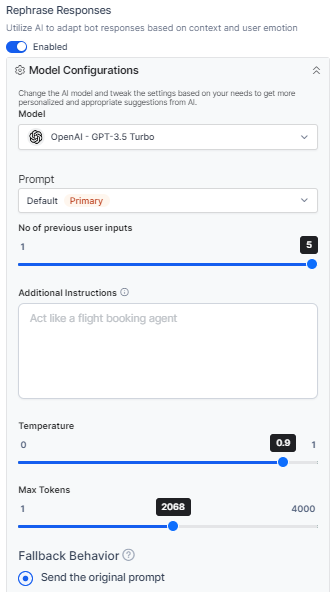 Rephrase Responses
Utilize AI to adapt bot responses based on context and user emotion
Enabled
Model Configurations
Change the AI model and tweak the settings based on your needs to get more
personalized and appropriate suggestions from AI.
Model
OpenAI - GPT-3.5 Turbo
Prompt
Default Primary
No of previous user inputs
1 5
Additional Instructions
Act like a flight booking agent
Temperature
0 0.9 1
Max Tokens
1 2068 4000
Fallback Behavior
Send the original prompt